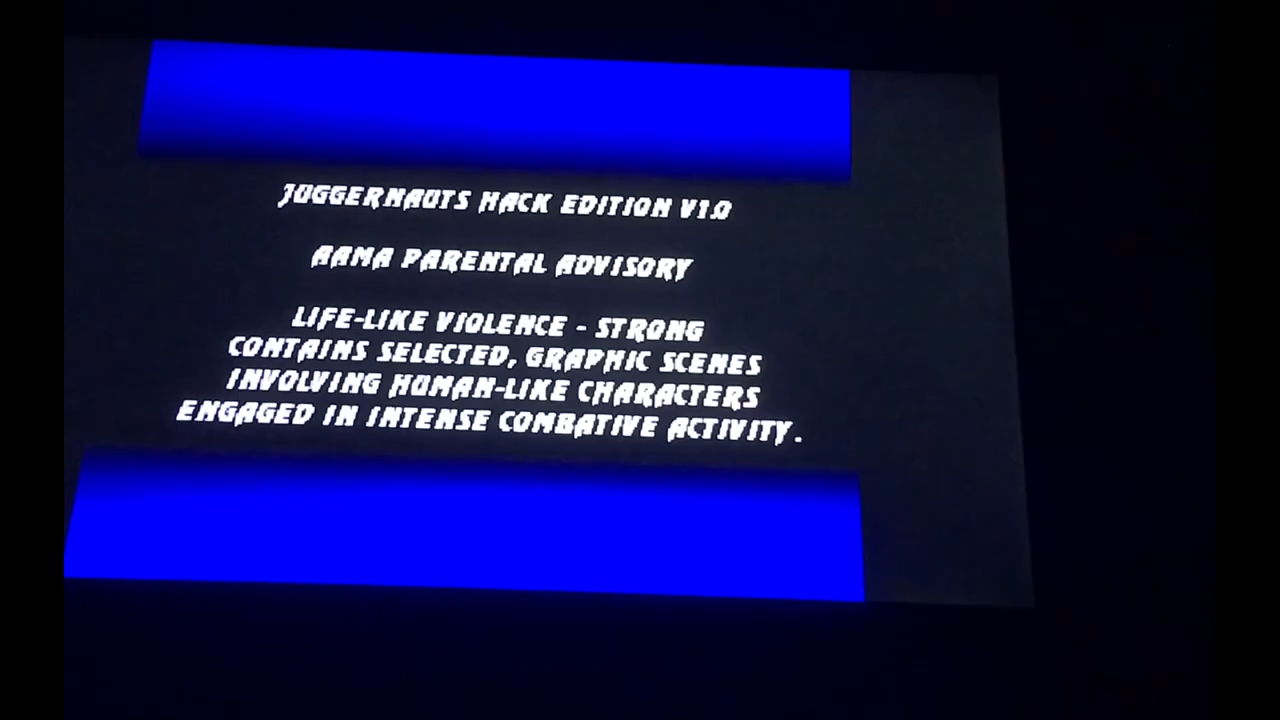 JUGGERNAUTS HACK EDITION V1.0
AAMA PARENTAL ADVISORY
LIFE-LIKE VIOLENCE - STRONG
CONTAINS SELECTED, GRAPHIC SCENES
INVOLVING HUMAN-LIKE CHARACTERS
ENGAGED IN INTENSE COMBATIVE ACTIVITY.